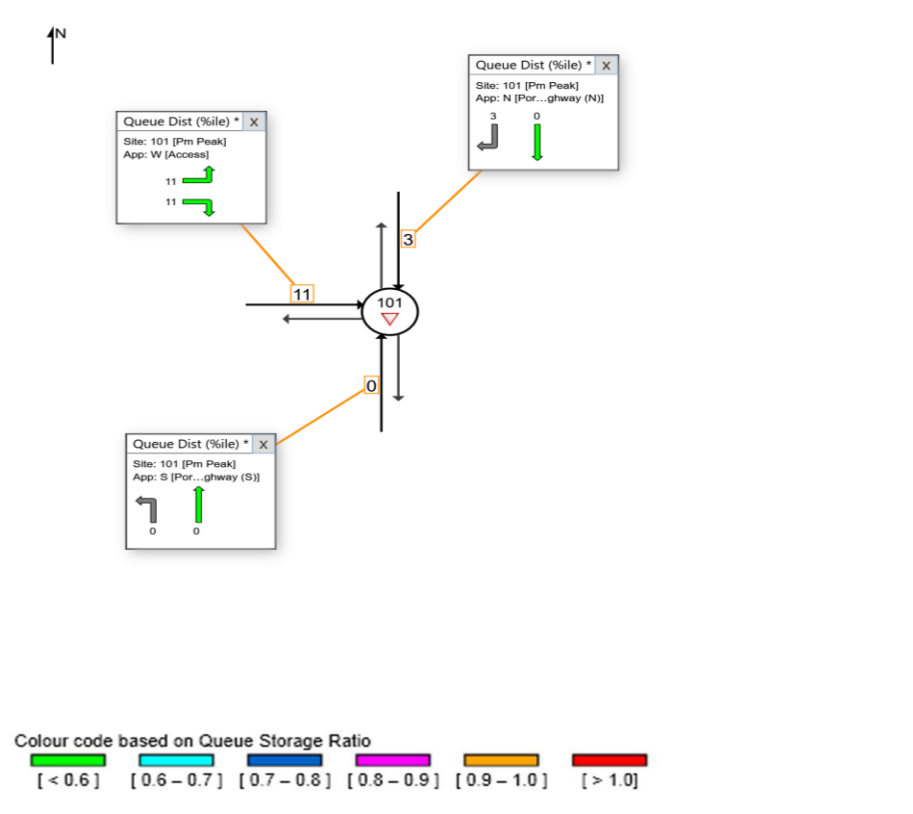 N
Queue Dist (%ile) * X
Site: 101 [Pm Peak]
App: N [Por...ghway (N)]
3 0
Queue Dist (%ile) * X
Site: 101 [Pm Peak]
App: W [Access]
11
11
3
11
101
0
Queue Dist (%ile) * X
Site: 101 [Pm Peak]
App: S [Por...ghway (S)]
0 0
Colour code based on Queue Storage Ratio
[ < 0.6 ] [ 0.6 – 0.7 ] [ 0.7 – 0.8 ] [ 0.8 – 0.9 ] [ 0.9 – 1.0 ] [ > 1.0]